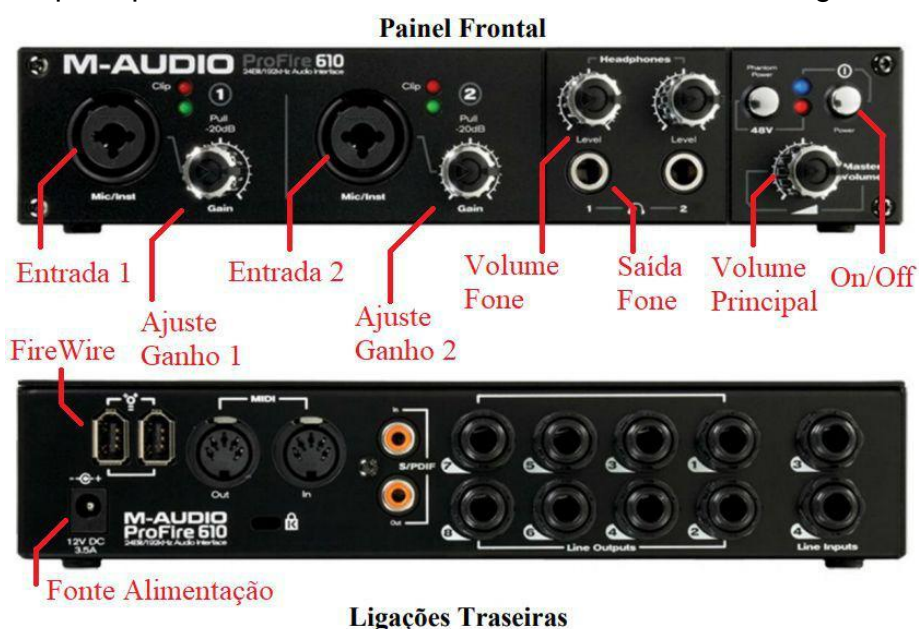 Painel Frontal
M-AUDIO ProFire 610
24Bit/192kHz Audio Interface
Clip
1
Pull
-20dB
Mic/Inst
Gain
Clip
2
Pull
-20dB
Mic/Inst
Gain
Headphones
Level
Level
1
2
Phantom
Power
48V
Power
Master
Volume
Entrada 1
Ajuste
Ganho 1
Entrada 2
Ajuste
Ganho 2
Volume
Fone
Saída
Fone
Volume
Principal
On/Off
FireWire
MIDI
Out
In
In
S/PDIF
Out
7
5
3
1
3
8
6
4
2
4
Line Outputs
Line Inputs
12V DC
3.5A
M-AUDIO
ProFire 610
24Bit/192kHz Audio Interface
K
Fonte Alimentação
Ligações Traseiras